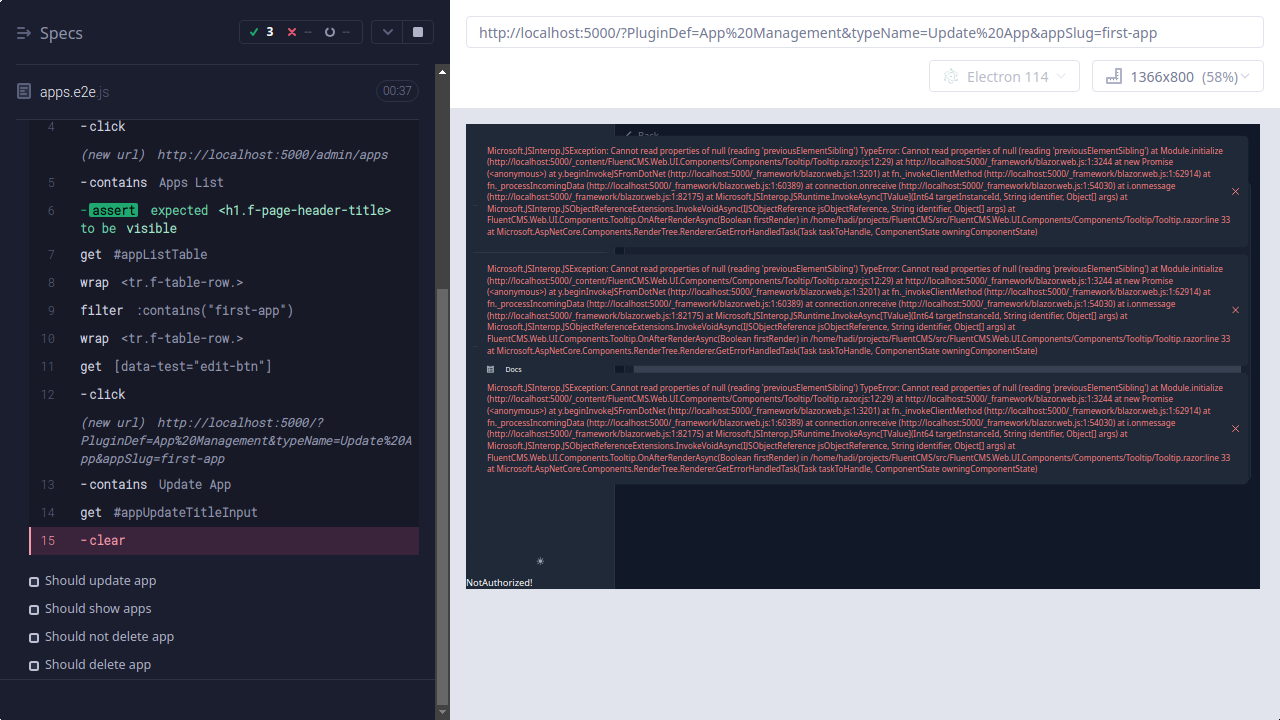 Specs
3
--
--
apps.e2e.js
00:37
4 -click
(new url) http://localhost:5000/admin/apps
5 -contains Apps List
6 -assert expected <h1.f-page-header-title>
to be visible
7 get #appListTable
8 wrap <tr.f-table-row.>
9 filter :contains("first-app")
10 wrap <tr.f-table-row.>
11 get [data-test="edit-btn"]
12 -click
(new url) http://localhost:5000/?
PluginDef=App%20Management&typeName=Update%20A
pp&appSlug=first-app
13 -contains Update App
14 get #appUpdateTitleInput
15 -clear
Should update app
Should show apps
Should not delete app
Should delete app
http://localhost:5000/?PluginDef=App%20Management&typeName=Update%20App&appSlug=first-app
Electron 114
1366x800 (58%)
Back
Microsoft.JSInterop.JSException: Cannot read properties of null (reading 'previousElementSibling') TypeError: Cannot read properties of null (reading 'previousElementSibling') at Module.initialize
(http://localhost:5000/_content/FluentCMS.Web.UI.Components/Components/Tooltip/Tooltip.razor.js:12:29) at http://localhost:5000/_framework/blazor.web.js:1:3244 at new Promise
(<anonymous>) at y.beginInvokeJSFromDotNet (http://localhost:5000/_framework/blazor.web.js:1:3201) at fn._invokeClientMethod (http://localhost:5000/_framework/blazor.web.js:1:62914) at
fn._processIncomingData (http://localhost:5000/_framework/blazor.web.js:1:60389) at connection.onreceive (http://localhost:5000/_framework/blazor.web.js:1:54030) at i.onmessage
(http://localhost:5000/_framework/blazor.web.js:1:82175) at Microsoft.JSInterop.JSRuntime.InvokeAsync[TValue](Int64 targetInstanceId, String identifier, Object[] args) at
Microsoft.JSInterop.JSObjectReferenceExtensions.InvokeVoidAsync(IJSObjectReference jsObjectReference, String identifier, Object[] args) at
FluentCMS.Web.UI.Components.Tooltip.OnAfterRenderAsync(Boolean firstRender) in /home/hadi/projects/FluentCMS/src/FluentCMS.Web.UI.Components/Components/Tooltip/Tooltip.razor:line 33
at Microsoft.AspNetCore.Components.RenderTree.Renderer.GetErrorHandledTask(Task taskToHandle, ComponentState owningComponentState)
Microsoft.JSInterop.JSException: Cannot read properties of null (reading 'previousElementSibling') TypeError: Cannot read properties of null (reading 'previousElementSibling') at Module.initialize
(http://localhost:5000/_content/FluentCMS.Web.UI.Components/Components/Tooltip/Tooltip.razor.js:12:29) at http://localhost:5000/_framework/blazor.web.js:1:3244 at new Promise
(<anonymous>) at y.beginInvokeJSFromDotNet (http://localhost:5000/_framework/blazor.web.js:1:3201) at fn._invokeClientMethod (http://localhost:5000/_framework/blazor.web.js:1:62914) at
fn._processIncomingData (http://localhost:5000/_framework/blazor.web.js:1:60389) at connection.onreceive (http://localhost:5000/_framework/blazor.web.js:1:54030) at i.onmessage
(http://localhost:5000/_framework/blazor.web.js:1:82175) at Microsoft.JSInterop.JSRuntime.InvokeAsync[TValue](Int64 targetInstanceId, String identifier, Object[] args) at
Microsoft.JSInterop.JSObjectReferenceExtensions.InvokeVoidAsync(IJSObjectReference jsObjectReference, String identifier, Object[] args) at
FluentCMS.Web.UI.Components.Tooltip.OnAfterRenderAsync(Boolean firstRender) in /home/hadi/projects/FluentCMS/src/FluentCMS.Web.UI.Components/Components/Tooltip/Tooltip.razor:line 33
at Microsoft.AspNetCore.Components.RenderTree.Renderer.GetErrorHandledTask(Task taskToHandle, ComponentState owningComponentState)
Docs
Microsoft.JSInterop.JSException: Cannot read properties of null (reading 'previousElementSibling') TypeError: Cannot read properties of null (reading 'previousElementSibling') at Module.initialize
(http://localhost:5000/_content/FluentCMS.Web.UI.Components/Components/Tooltip/Tooltip.razor.js:12:29) at http://localhost:5000/_framework/blazor.web.js:1:3244 at new Promise
(<anonymous>) at y.beginInvokeJSFromDotNet (http://localhost:5000/_framework/blazor.web.js:1:3201) at fn._invokeClientMethod (http://localhost:5000/_framework/blazor.web.js:1:62914) at
fn._processIncomingData (http://localhost:5000/_framework/blazor.web.js:1:60389) at connection.onreceive (http://localhost:5000/_framework/blazor.web.js:1:54030) at i.onmessage
(http://localhost:5000/_framework/blazor.web.js:1:82175) at Microsoft.JSInterop.JSRuntime.InvokeAsync[TValue](Int64 targetInstanceId, String identifier, Object[] args) at
Microsoft.JSInterop.JSObjectReferenceExtensions.InvokeVoidAsync(IJSObjectReference jsObjectReference, String identifier, Object[] args) at
FluentCMS.Web.UI.Components.Tooltip.OnAfterRenderAsync(Boolean firstRender) in /home/hadi/projects/FluentCMS/src/FluentCMS.Web.UI.Components/Components/Tooltip/Tooltip.razor:line 33
at Microsoft.AspNetCore.Components.RenderTree.Renderer.GetErrorHandledTask(Task taskToHandle, ComponentState owningComponentState)
NotAuthorized!